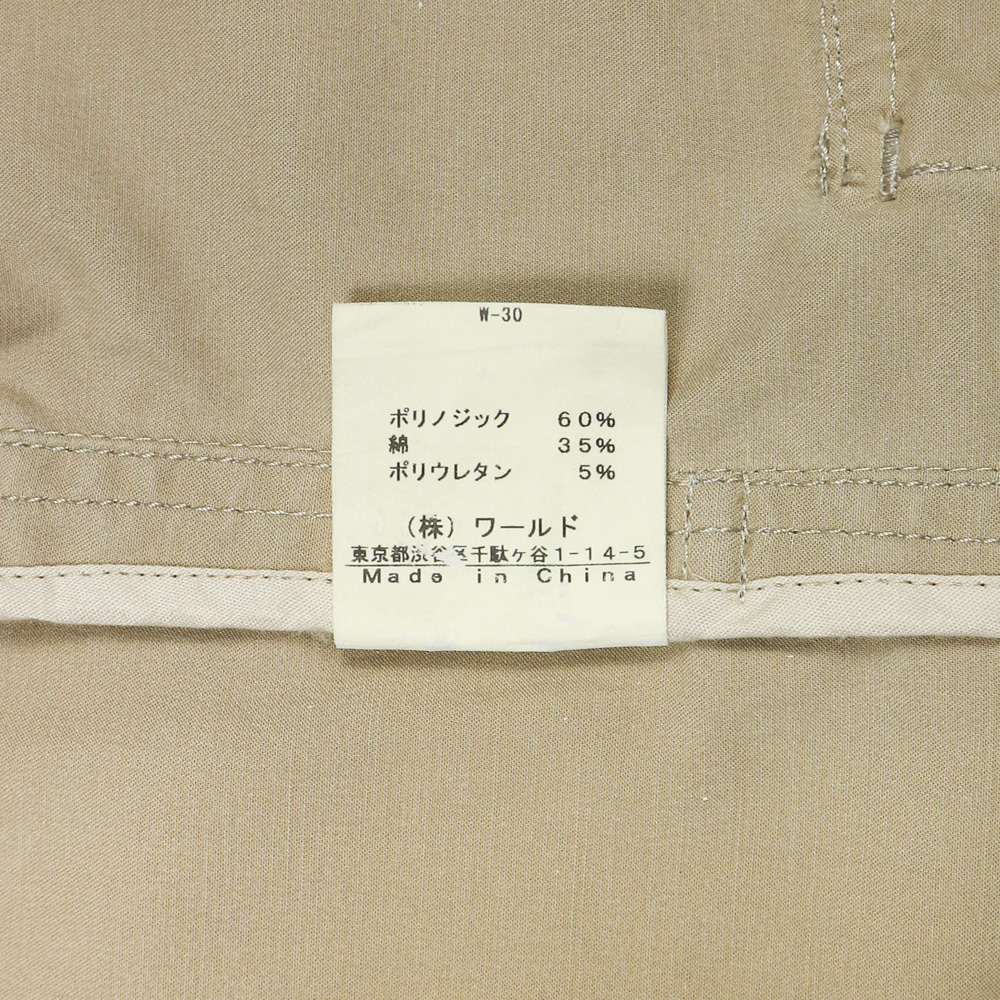 W-30
ポリノジック 60%
綿 35%
ポリウレタン 5%
(株)ワールド
東京都渋谷区千駄ヶ谷1-14-5
Made in China